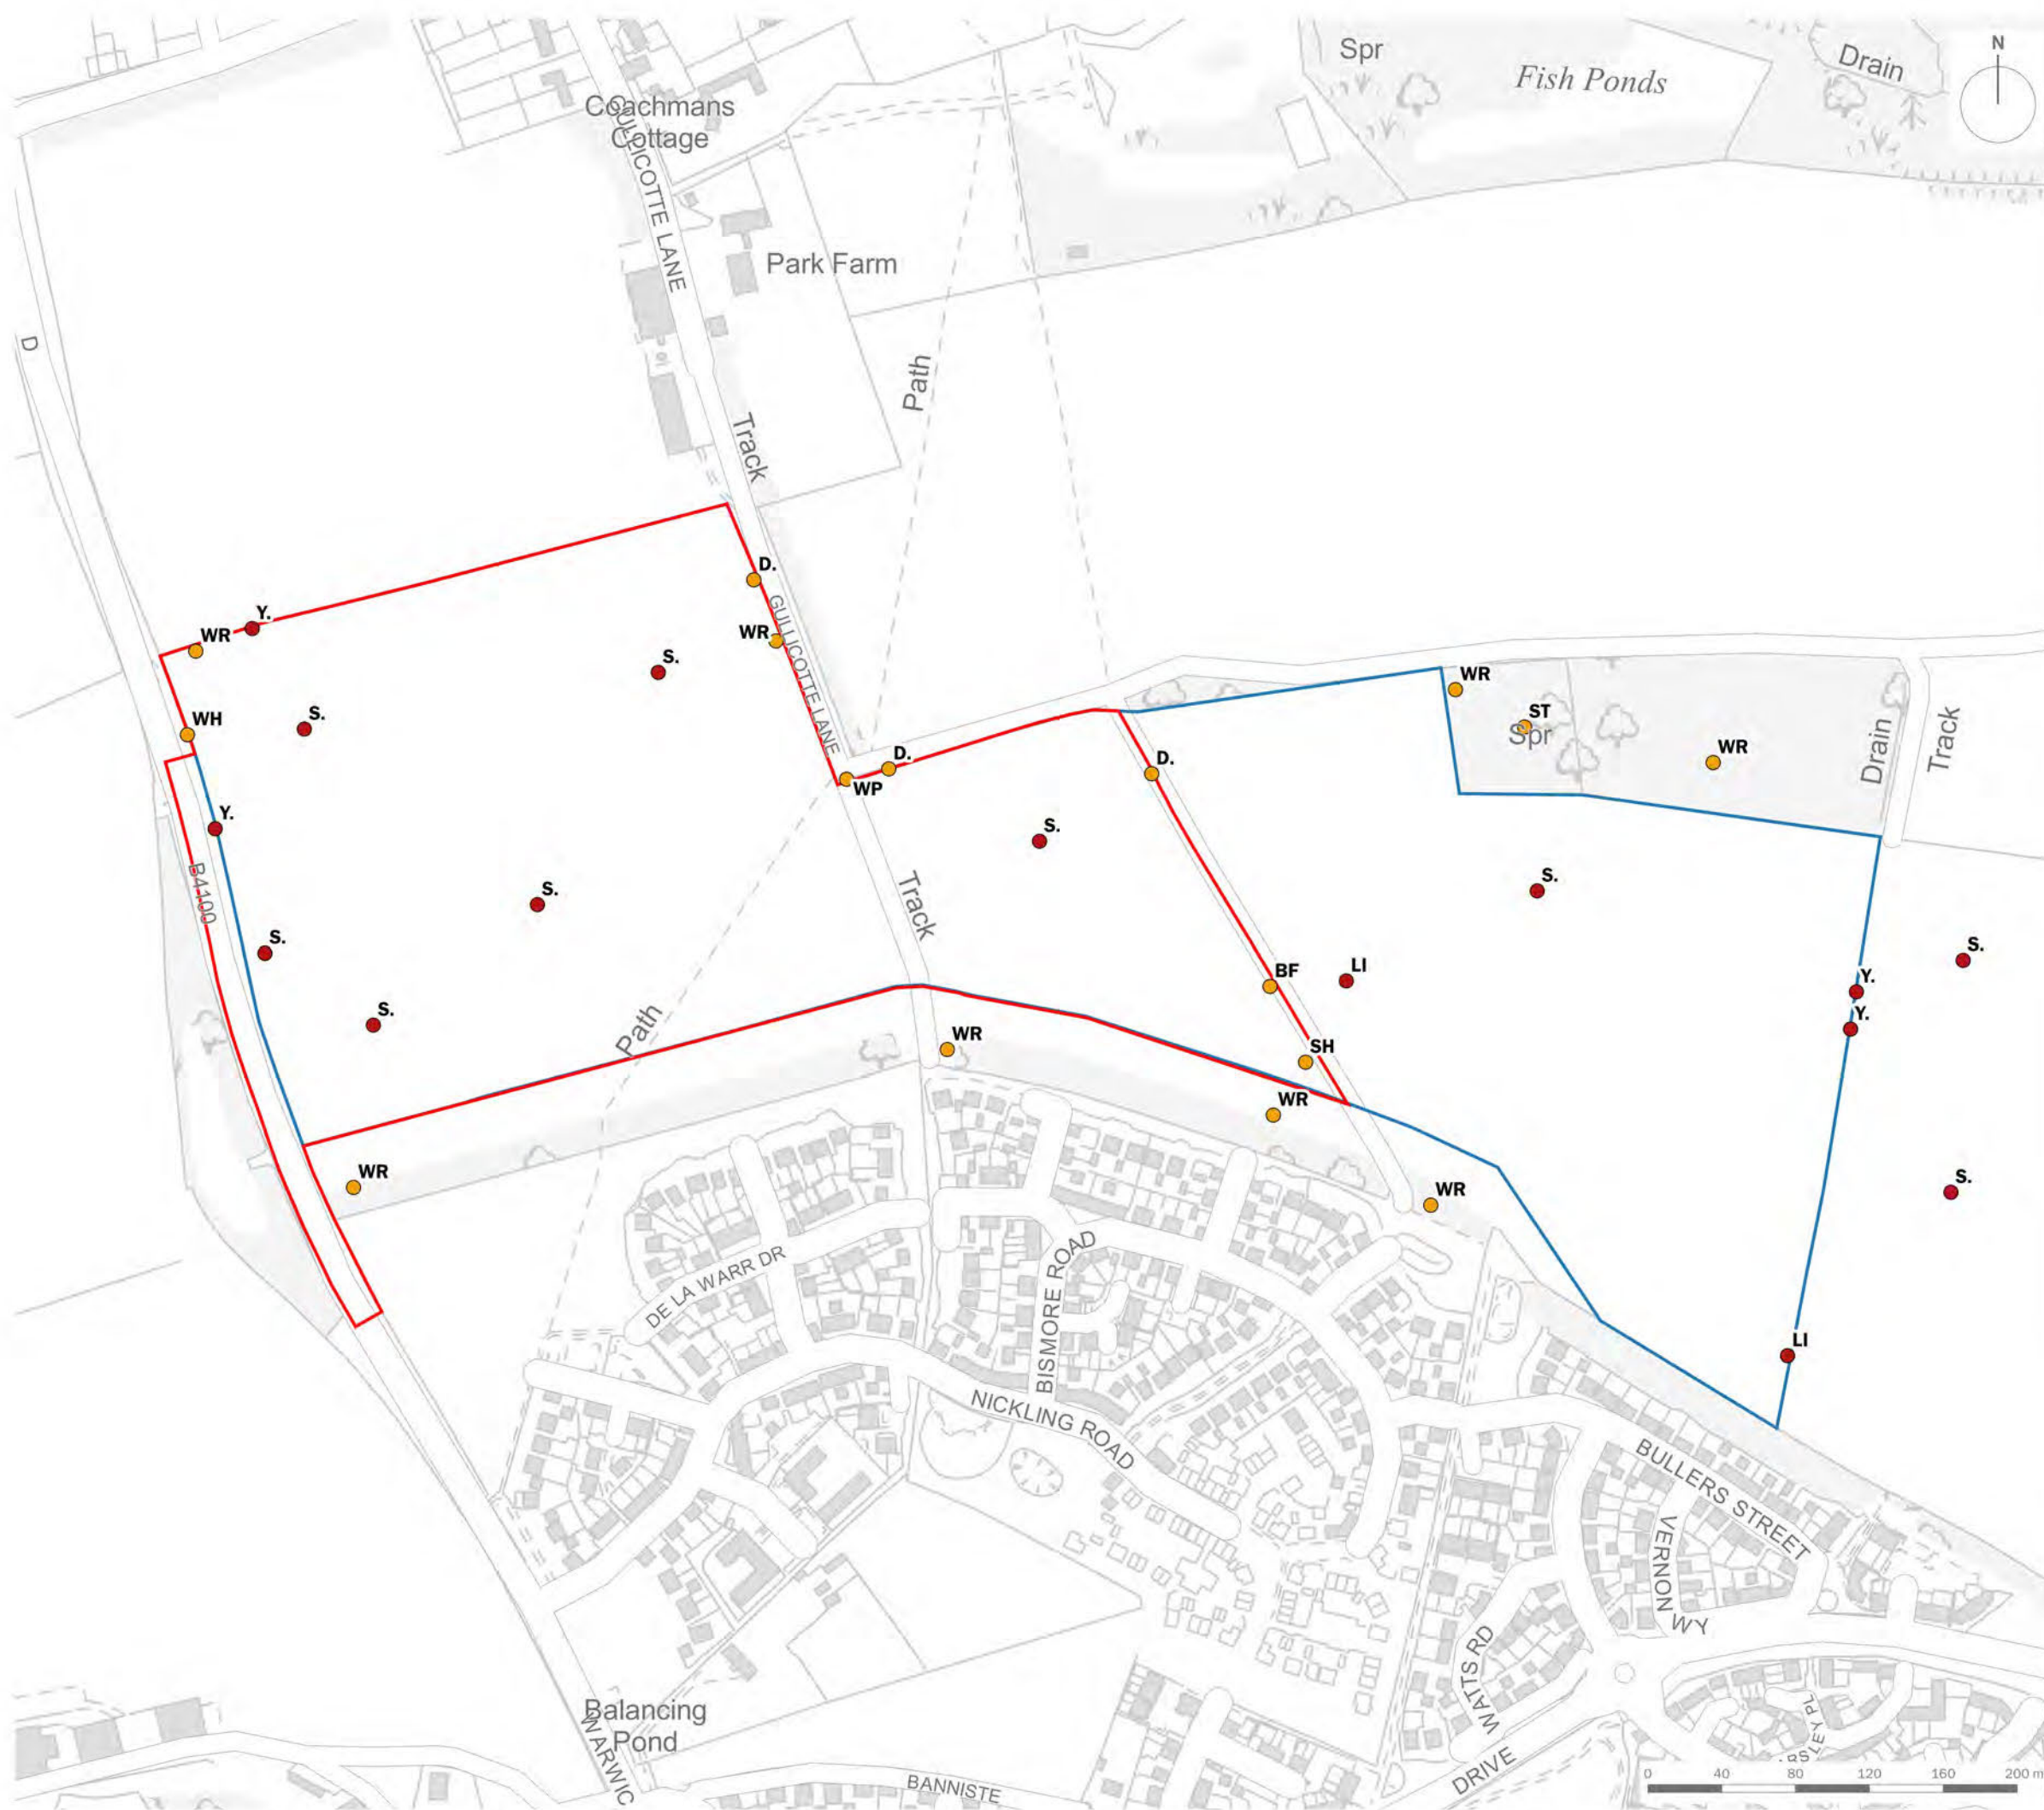 Spr
Fish Ponds
Drain
N
Coachmans
Cottage
GULLICOTTE LANE
Park Farm
D
Path
Track
D.
Y.
WR
WR
GULLICOTTE LANE
S.
WR
ST
Spr
WH
S.
WR
Drain
Track
D.
WP
D.
Y.
S.
B4100
S.
S.
Track
S.
S.
BF
LI
Y.
S.
Path
Y.
WR
SH
WR
WR
WR
S.
DE LA WARR DR
BISMORE ROAD
LI
NICKLING ROAD
BULLERS STREET
VERNON
WY
WATTS RD
Balancing
Pond
WARWIC
BANNISTE
DRIVE
RSLEY PL
0 40 80 120 160 200 m